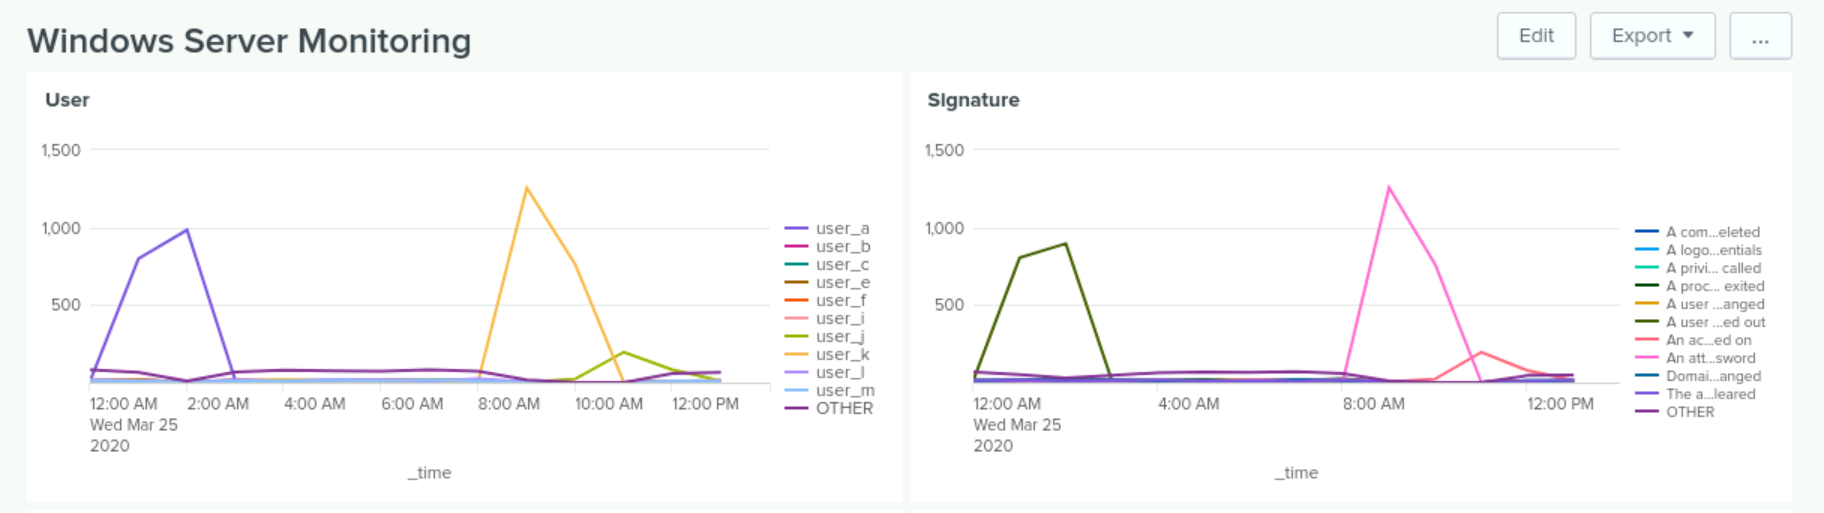 Windows Server Monitoring
Edit
Export
...
User
1,500
1,000
500
12:00 AM 2:00 AM 4:00 AM 6:00 AM 8:00 AM 10:00 AM 12:00 PM
Wed Mar 25
2020
_time
user_a
user_b
user_c
user_e
user_f
user_i
user_j
user_k
user_l
user_m
OTHER
SIgnature
1,500
1,000
500
12:00 AM 4:00 AM 8:00 AM 12:00 PM
Wed Mar 25
2020
_time
A com...eleted
A logo...entials
A privi... called
A proc... exited
A user ...anged
A user ...ed out
An ac...ed on
An att...sword
Domai...anged
The a...leared
OTHER